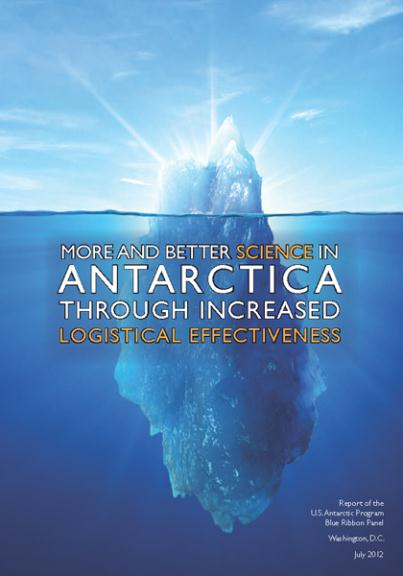 MORE AND BETTER SCIENCE IN
ANTARCTICA
THROUGH INCREASED
LOGISTICAL EFFECTIVENESS
Report of the
U.S. Antarctic Program
Blue Ribbon Panel
Washington, D.C.
July 2012